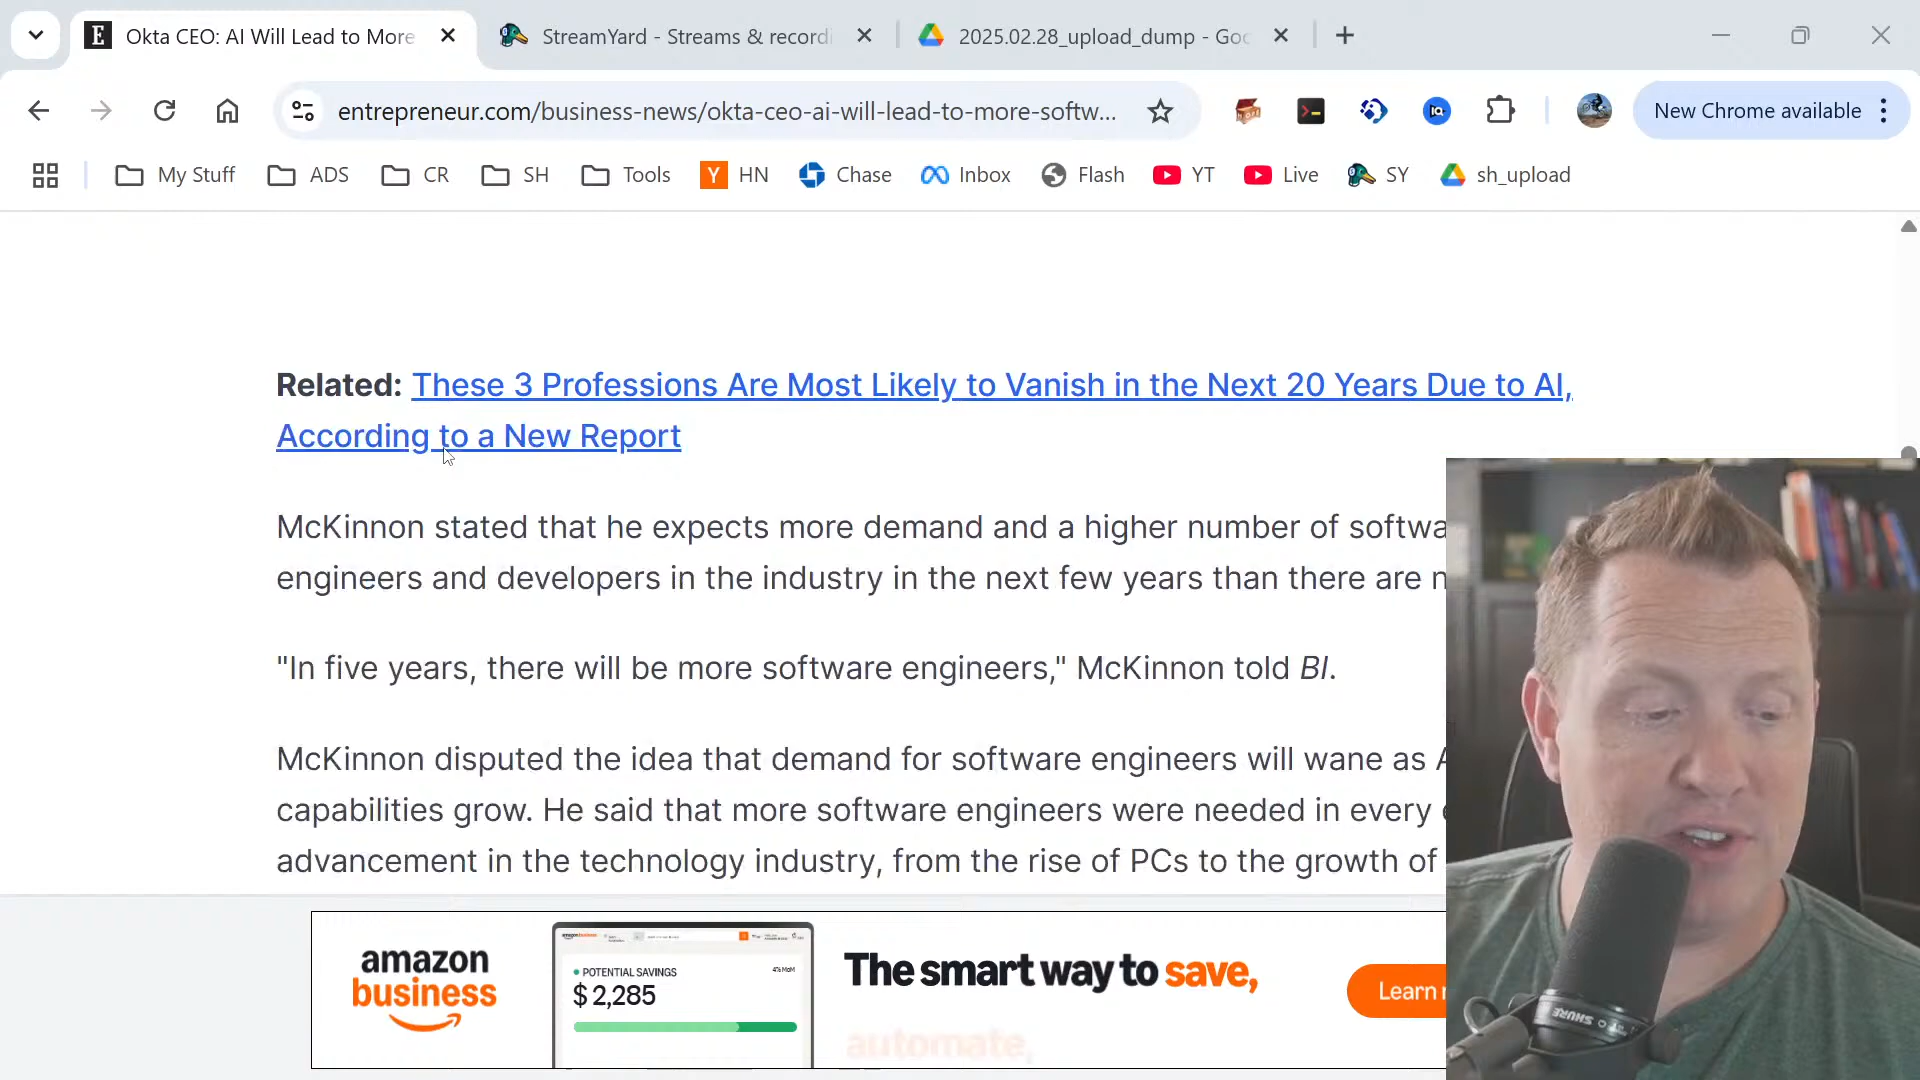 E Okta CEO: AI Will Lead to More
StreamYard - Streams & recordi
2025.02.28_upload_dump - Goo
entrepreneur.com/business-news/okta-ceo-ai-will-lead-to-more-softw...
New Chrome available
My Stuff
ADS
CR
SH
Tools
Y HN
Chase
Inbox
Flash
YT
Live
SY
sh_upload
Related: These 3 Professions Are Most Likely to Vanish in the Next 20 Years Due to AI,
According to a New Report
McKinnon stated that he expects more demand and a higher number of softwa
engineers and developers in the industry in the next few years than there are n
"In five years, there will be more software engineers," McKinnon told BI.
McKinnon disputed the idea that demand for software engineers will wane as A
capabilities grow. He said that more software engineers were needed in every e
advancement in the technology industry, from the rise of PCs to the growth of
amazon
business
POTENTIAL SAVINGS
$2,285
The smart way to save,
automate,
Learn
SHURE